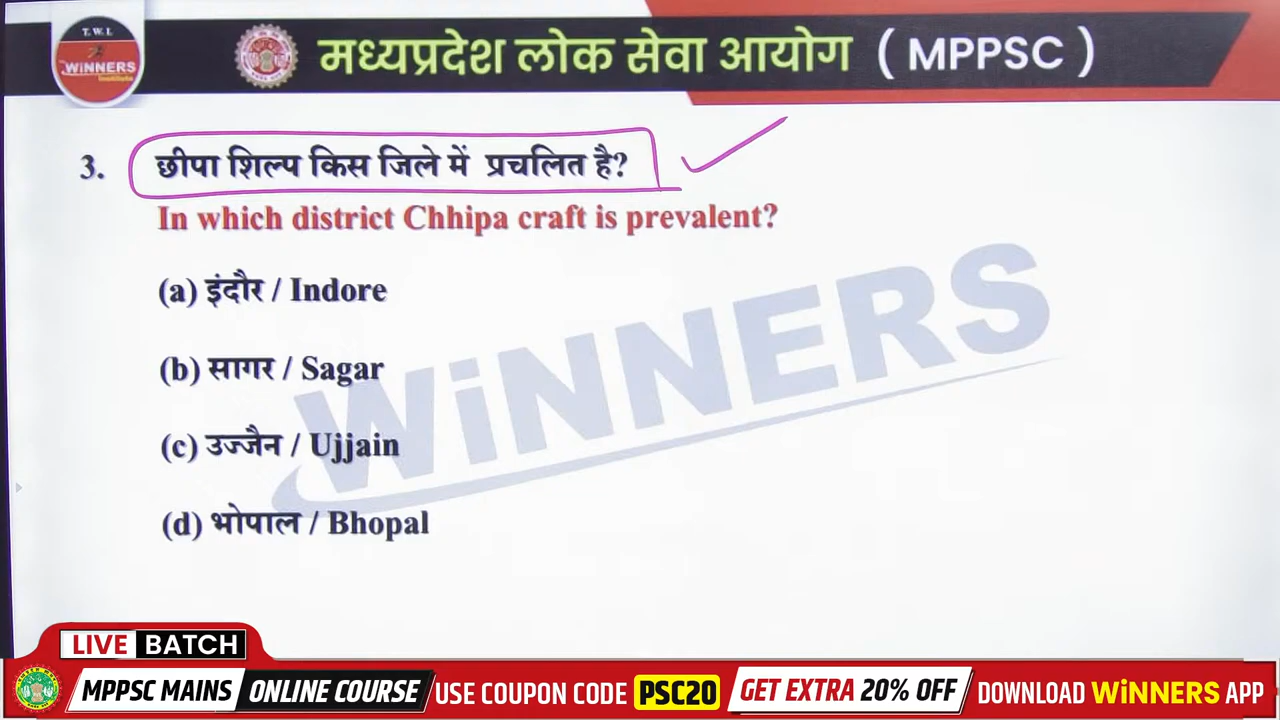 T. W. I.
WiNNERS
Institute
मध्यप्रदेश लोक सेवा आयोग ( MPPSC )
3. छीपा शिल्प किस जिले में प्रचलित है?
In which district Chhipa craft is prevalent?
(a) इंदौर / Indore
(b) सागर / Sagar
(c) उज्जैन / Ujjain
(d) भोपाल / Bhopal
WiNNERS
LIVE BATCH
MPPSC MAINS ONLINE COURSE USE COUPON CODE PSC20 GET EXTRA 20% OFF DOWNLOAD WiNNERS APP